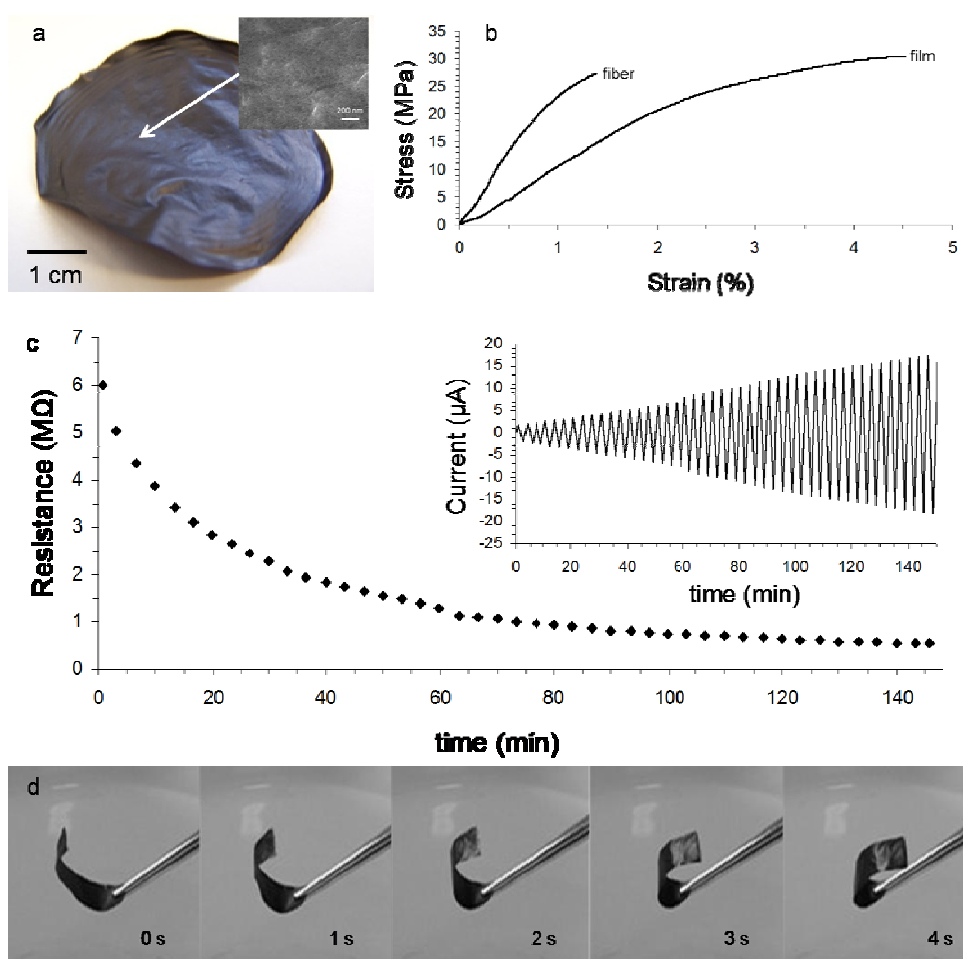 a
200 nm
1 cm
b
35
30
25
20
15
10
5
0
Stress (MPa)
fiber
film
0 1 2 3 4 5
Strain (%)
c
7
6
5
4
3
2
1
0
Resistance (MΩ)
0 20 40 60 80 100 120 140
time (min)
20
15
10
5
0
-5
-10
-15
-20
-25
Current (µA)
0 20 40 60 80 100 120 140
time (min)
d
0 s 1 s 2 s 3 s 4 s